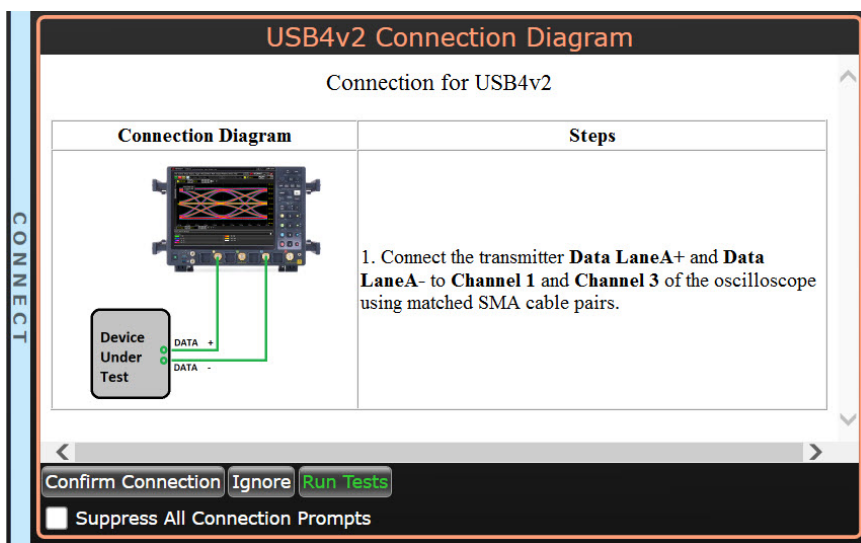 USB4v2 Connection Diagram
Connection for USB4v2
Connection Diagram
Steps
1. Connect the transmitter Data LaneA+ and Data
LaneA- to Channel 1 and Channel 3 of the oscilloscope
using matched SMA cable pairs.
Device
Under
Test
DATA +
DATA -
CONNECT
Confirm Connection
Ignore
Run Tests
Suppress All Connection Prompts